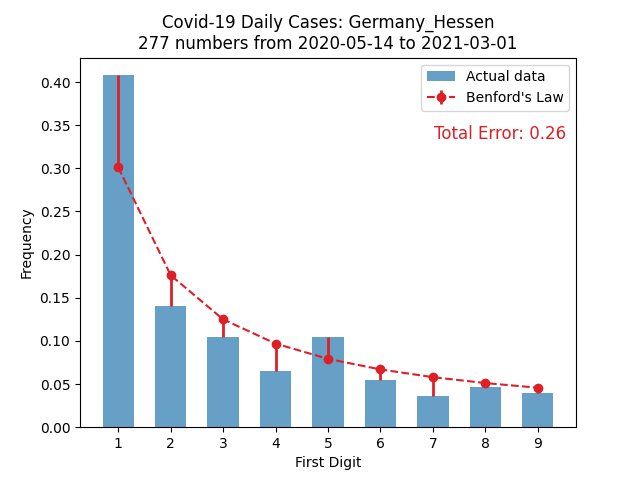 Covid-19 Daily Cases: Germany_Hessen
277 numbers from 2020-05-14 to 2021-03-01
Actual data
Benford's Law
Total Error: 0.26
Frequency
0.40
0.35
0.30
0.25
0.20
0.15
0.10
0.05
0.00
1 2 3 4 5 6 7 8 9
First Digit